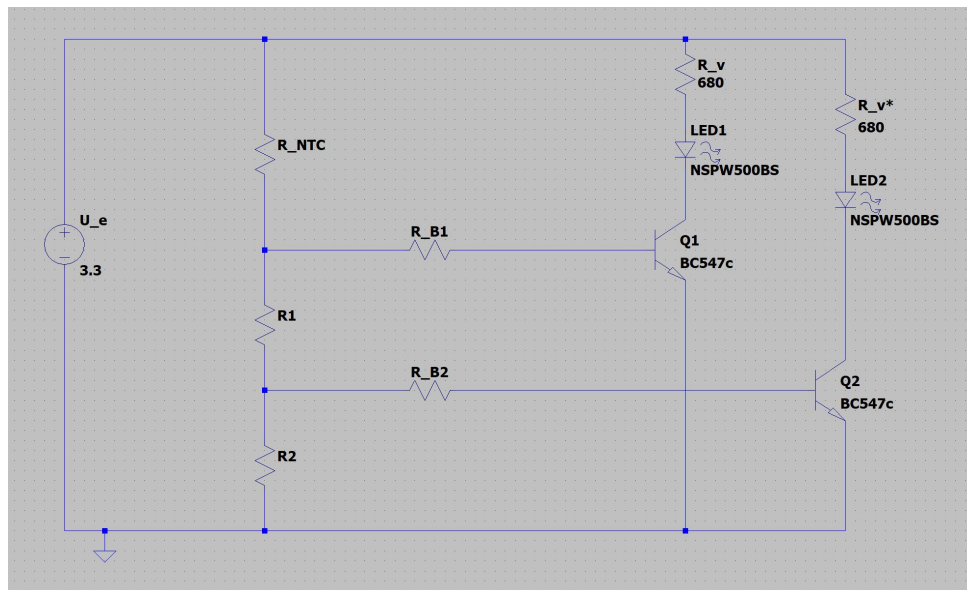 R_v
680
R_v*
680
R_NTC
LED1
NSPW500BS
LED2
NSPW500BS
U_e
3.3
R_B1
Q1
BC547c
R1
R_B2
Q2
BC547c
R2